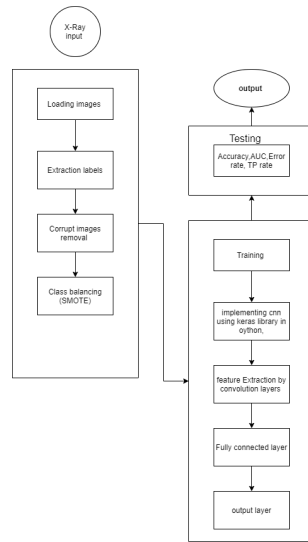 X-Ray
input
Loading images
Extraction labels
Corrupt images
removal
Class balancing
(SMOTE)
output
Testing
Accuracy,AUC,Error
rate, TP rate
Training
implementing cnn
using keras library in
oython,
feature Extraction by
convolution layers
Fully connected layer
output layer